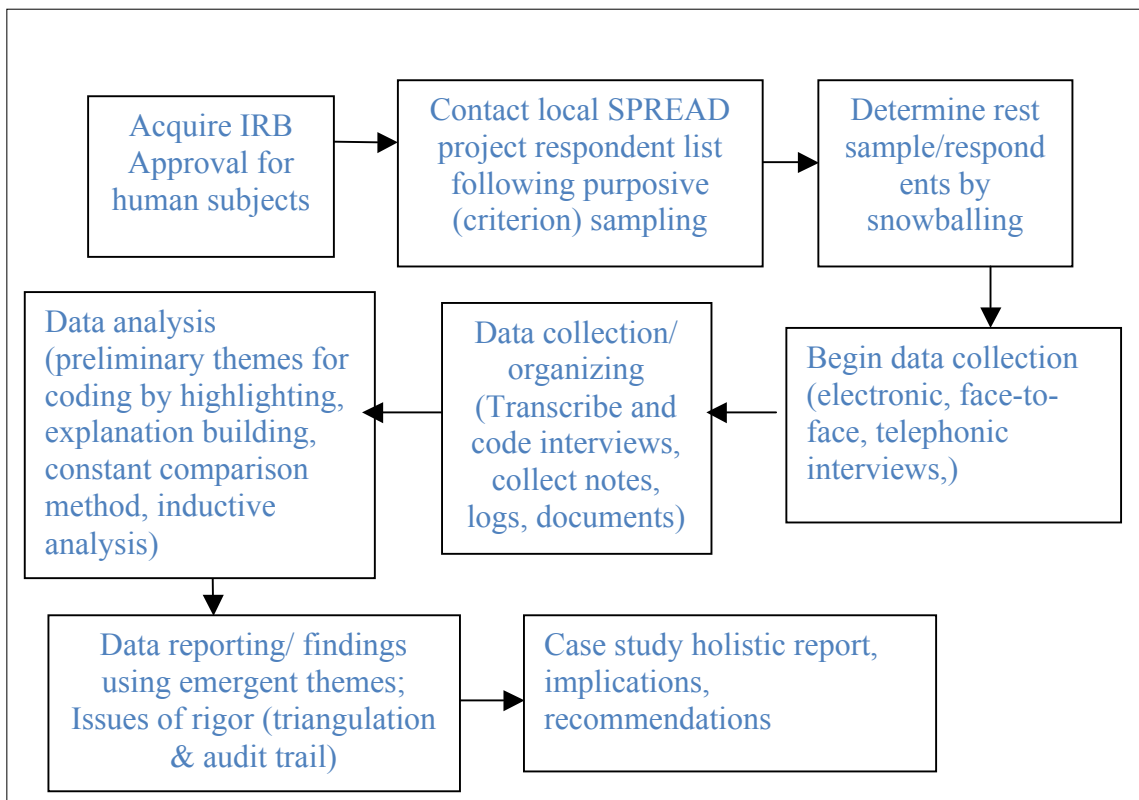 Acquire IRB
Approval for
human subjects
Contact local SPREAD
project respondent list
following purposive
(criterion) sampling
Determine rest
sample/respond
ents by
snowballing
Begin data collection
(electronic, face-to-
face, telephonic
interviews,)
Data collection/
organizing
(Transcribe and
code interviews,
collect notes,
logs, documents)
Data analysis
(preliminary themes for
coding by highlighting,
explanation building,
constant comparison
method, inductive
analysis)
Data reporting/ findings
using emergent themes;
Issues of rigor (triangulation
& audit trail)
Case study holistic report,
implications,
recommendations